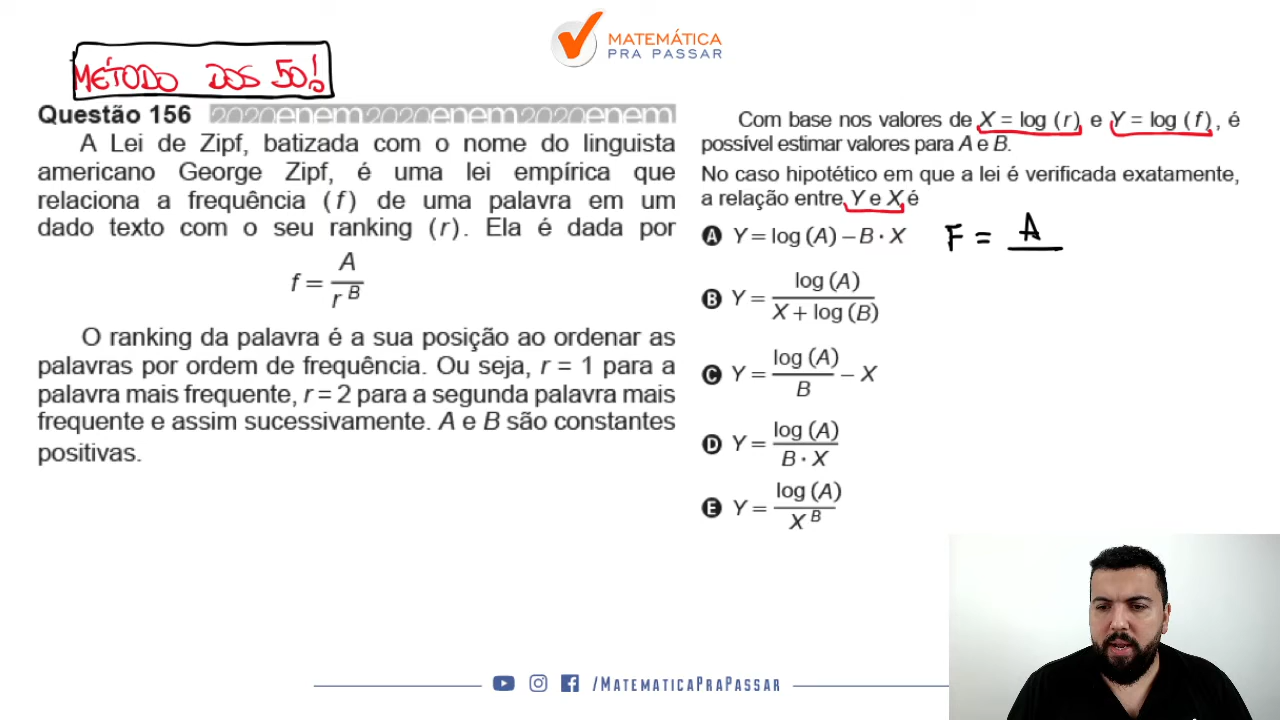 MATEMÁTICA
PRA PASSAR
MÉTODO DOS 50!
Questão 156 2020enem2020enem2020enem
A Lei de Zipf, batizada com o nome do linguista
americano George Zipf, é uma lei empírica que
relaciona a frequência (f) de uma palavra em um
dado texto com o seu ranking (r). Ela é dada por
f = A / r^B
O ranking da palavra é a sua posição ao ordenar as
palavras por ordem de frequência. Ou seja, r = 1 para a
palavra mais frequente, r = 2 para a segunda palavra mais
frequente e assim sucessivamente. A e B são constantes
positivas.
Com base nos valores de X = log (r) e Y = log (f), é
possível estimar valores para A e B.
No caso hipotético em que a lei é verificada exatamente,
a relação entre Y e X é
A Y = log (A) – B · X
B Y = log (A) / X + log (B)
C Y = log (A) / B – X
D Y = log (A) / B · X
E Y = log (A) / X^B
F = A
/MATEMATICAPRAPASSAR